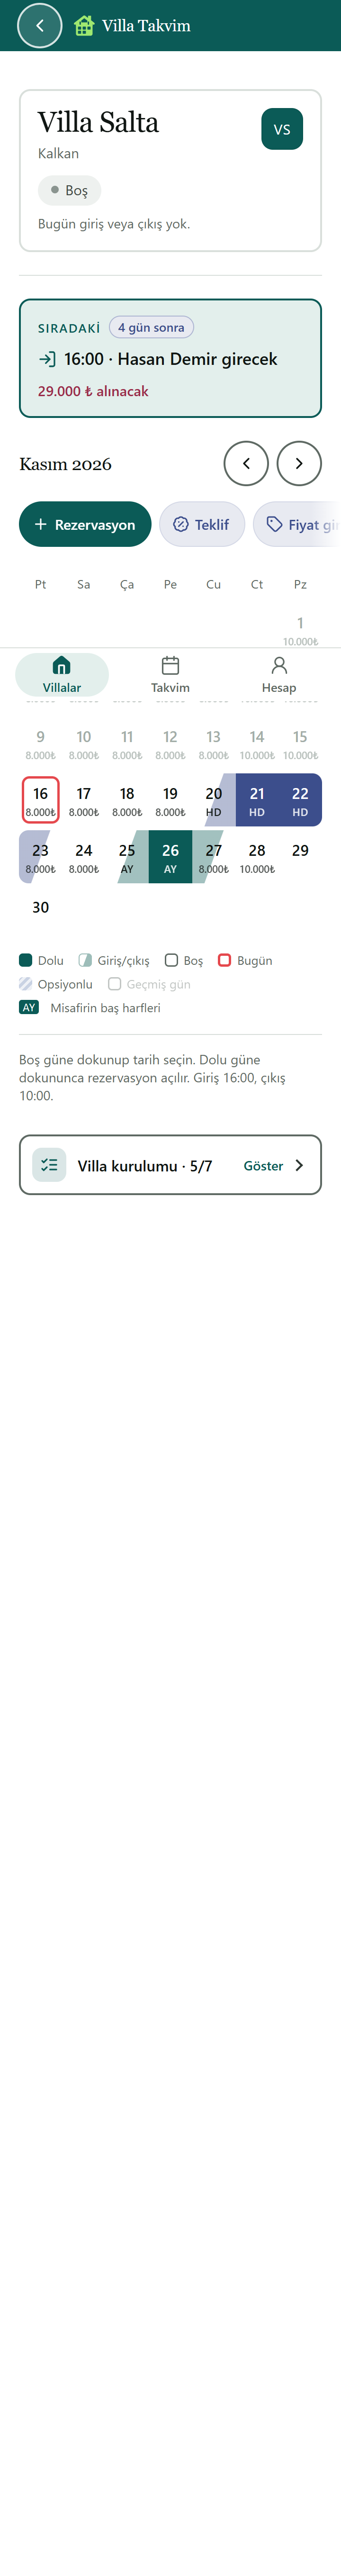 Villa Takvim
Villa Salta
VS
Kalkan
Boş
Bugün giriş veya çıkış yok.
SIRADAKİ 4 gün sonra
16:00 · Hasan Demir girecek
29.000 ₺ alınacak
Kasım 2026
+ Rezervasyon Teklif Fiyat
Pt Sa Ça Pe Cu Ct Pz
1
10.000₺
Villalar Takvim Hesap
9 10 11 12 13 14 15
8.000₺ 8.000₺ 8.000₺ 8.000₺ 8.000₺ 10.000₺ 10.000₺
16 17 18 19 20 21 22
8.000₺ 8.000₺ 8.000₺ 8.000₺ HD HD HD
23 24 25 26 27 28 29
8.000₺ 8.000₺ AY AY 8.000₺ 10.000₺
30
Dolu Giriş/çıkış Boş Bugün
Opsiyonlu Geçmiş gün
AY Misafirin baş harfleri
Boş güne dokunup tarih seçin. Dolu güne
dokununca rezervasyon açılır. Giriş 16:00, çıkış
10:00.
Villa kurulumu · 5/7 Göster